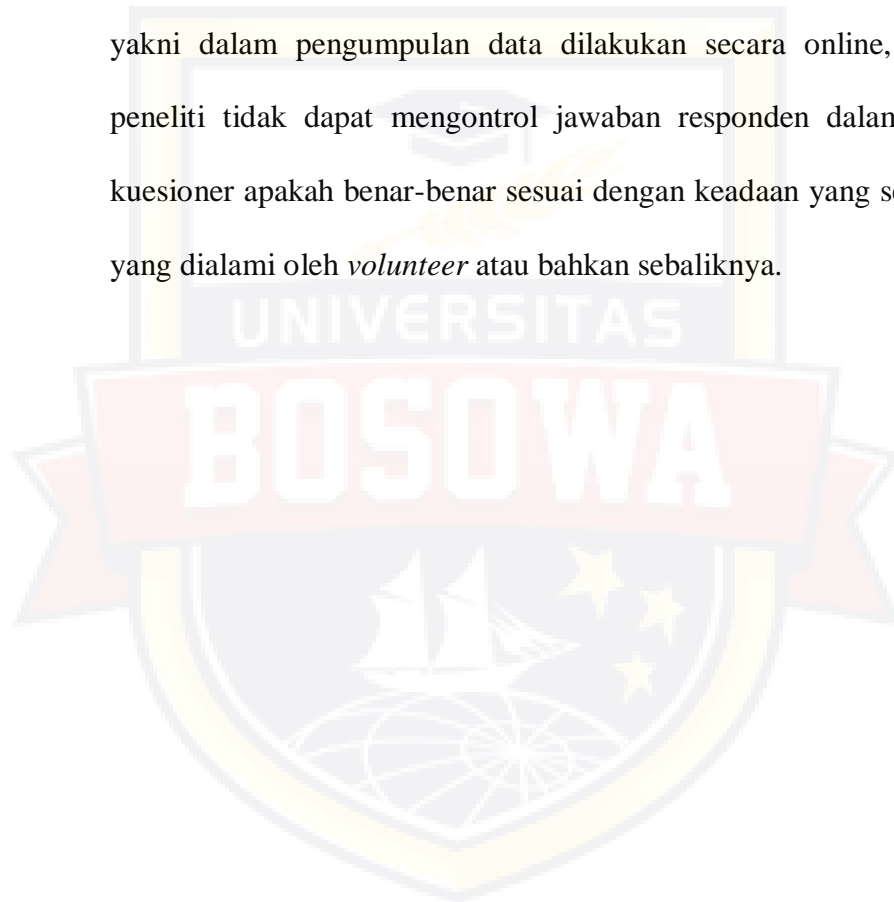 yakni dalam pengumpulan data dilakukan secara online,
peneliti tidak dapat mengontrol jawaban responden
kuesioner apakah benar-benar sesuai dengan keadaan yang
yang dialami oleh volunteer atau bahkan sebaliknya.
UNIVERSITAS
BOSOWA